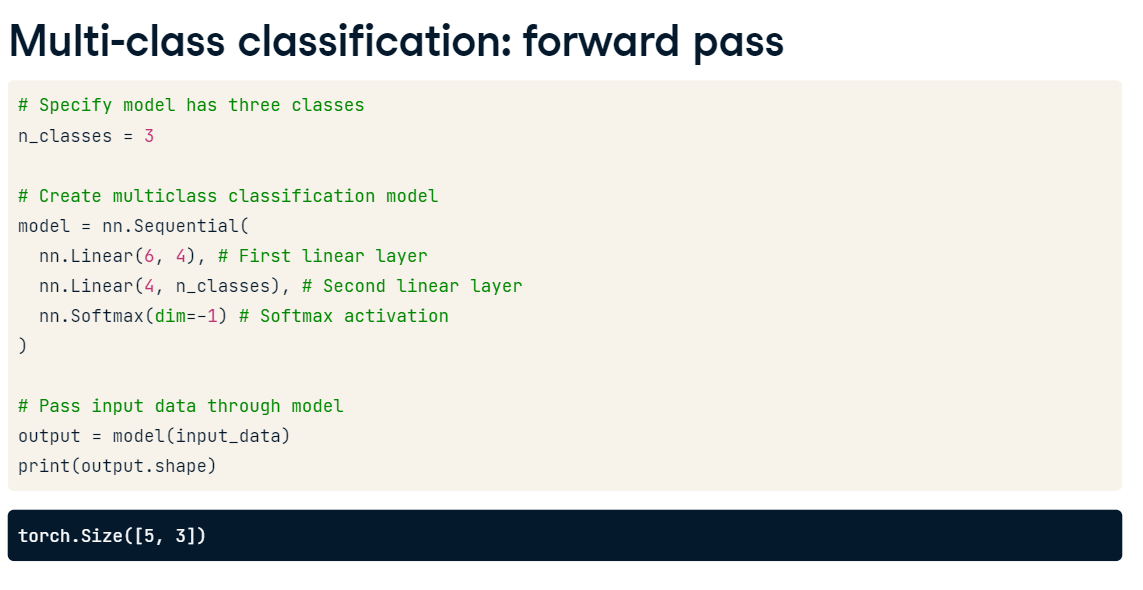 Multi-class classification: forward pass
# Specify model has three classes
n_classes = 3
# Create multiclass classification model
model = nn.Sequential(
  nn.Linear(6, 4), # First linear layer
  nn.Linear(4, n_classes), # Second linear layer
  nn.Softmax(dim=-1) # Softmax activation
)
# Pass input data through model
output = model(input_data)
print(output.shape)
torch.Size([5, 3])